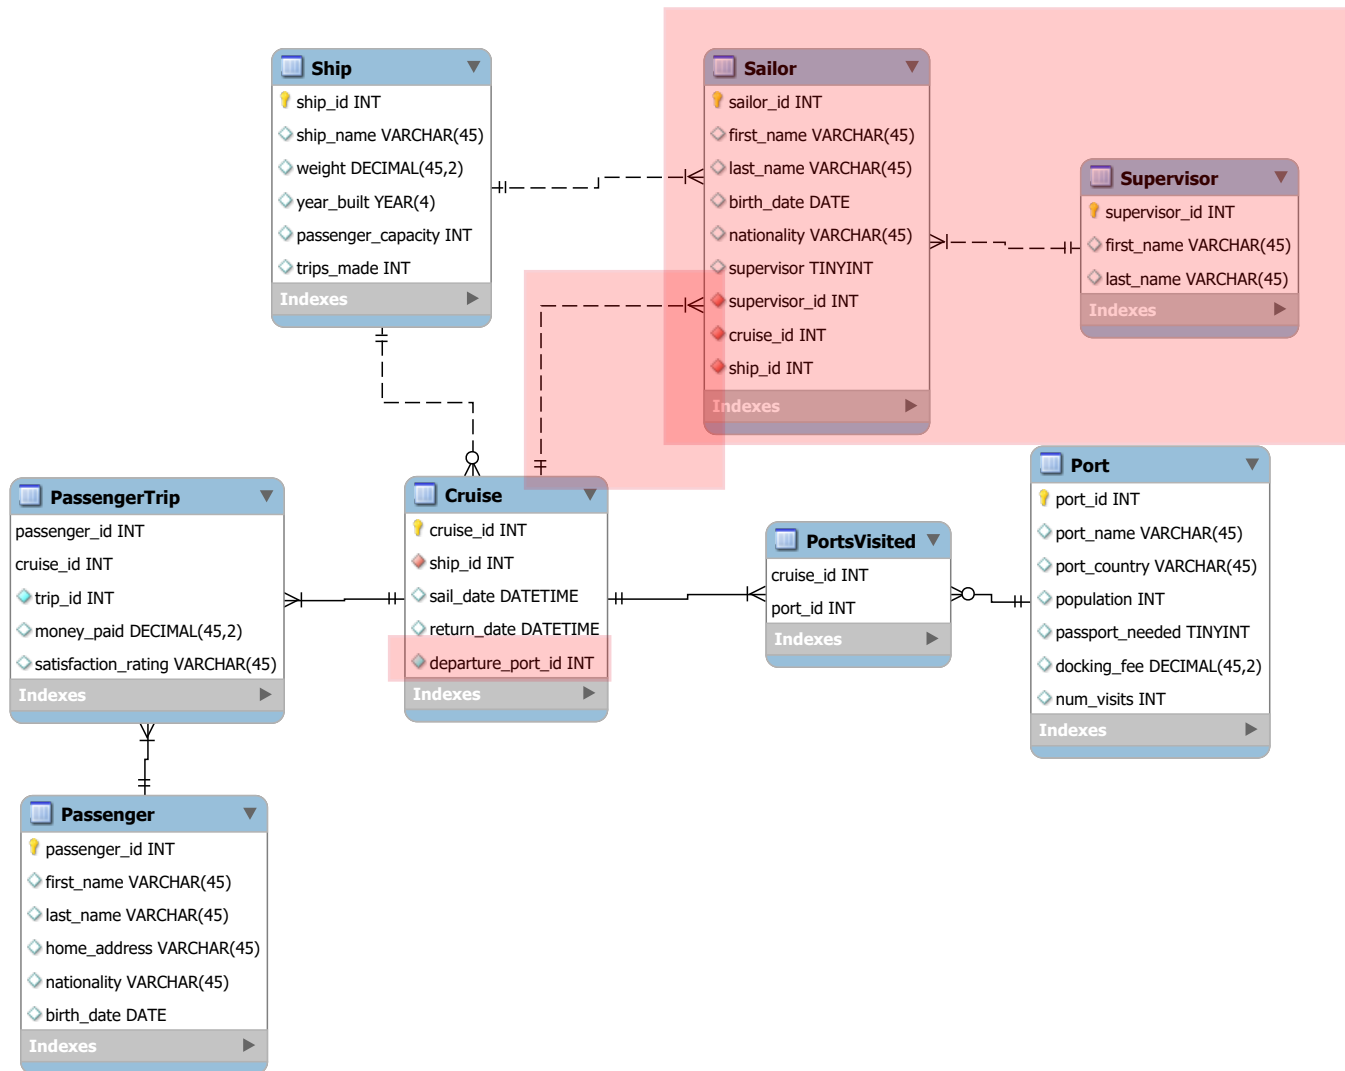 Ship
ship_id INT
ship_name VARCHAR(45)
weight DECIMAL(45,2)
year_built YEAR(4)
passenger_capacity INT
trips_made INT
Indexes
Sailor
sailor_id INT
first_name VARCHAR(45)
last_name VARCHAR(45)
birth_date DATE
nationality VARCHAR(45)
supervisor TINYINT
supervisor_id INT
cruise_id INT
ship_id INT
Indexes
Supervisor
supervisor_id INT
first_name VARCHAR(45)
last_name VARCHAR(45)
Indexes
PassengerTrip
passenger_id INT
cruise_id INT
trip_id INT
money_paid DECIMAL(45,2)
satisfaction_rating VARCHAR(45)
Indexes
Cruise
cruise_id INT
ship_id INT
sail_date DATETIME
return_date DATETIME
departure_port_id INT
Indexes
PortsVisited
cruise_id INT
port_id INT
Indexes
Port
port_id INT
port_name VARCHAR(45)
port_country VARCHAR(45)
population INT
passport_needed TINYINT
docking_fee DECIMAL(45,2)
num_visits INT
Indexes
Passenger
passenger_id INT
first_name VARCHAR(45)
last_name VARCHAR(45)
home_address VARCHAR(45)
nationality VARCHAR(45)
birth_date DATE
Indexes